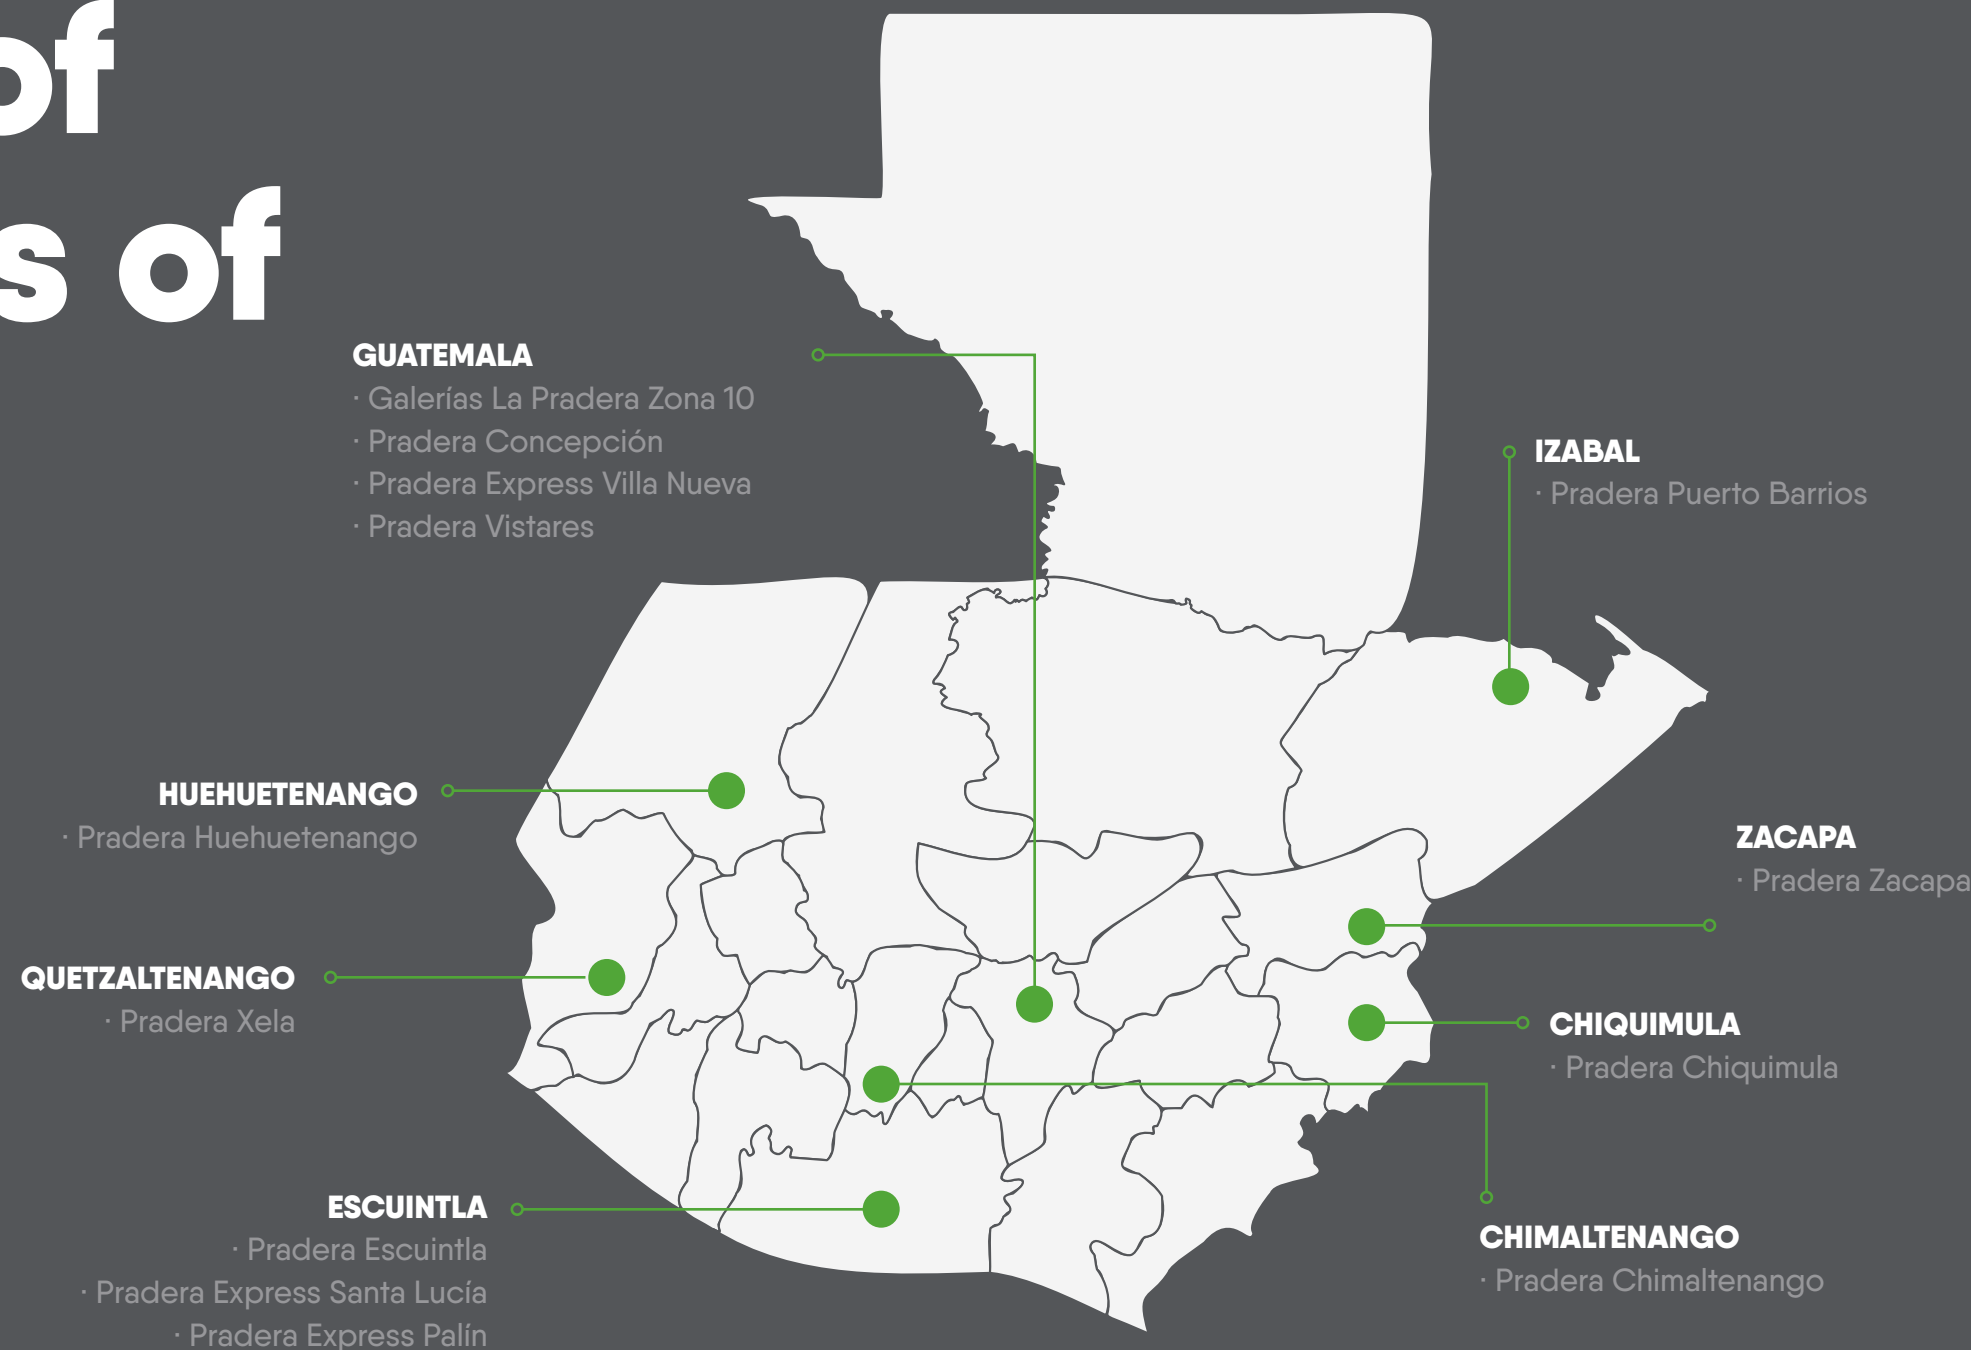 of
s of
GUATEMALA
· Galerías La Pradera Zona 10
· Pradera Concepción
· Pradera Express Villa Nueva
· Pradera Vistares
IZABAL
· Pradera Puerto Barrios
HUEHUETENANGO
· Pradera Huehuetenango
ZACAPA
· Pradera Zacapa
QUETZALTENANGO
· Pradera Xela
CHIQUIMULA
· Pradera Chiquimula
ESCUINTLA
· Pradera Escuintla
· Pradera Express Santa Lucía
· Pradera Express Palín
CHIMALTENANGO
· Pradera Chimaltenango